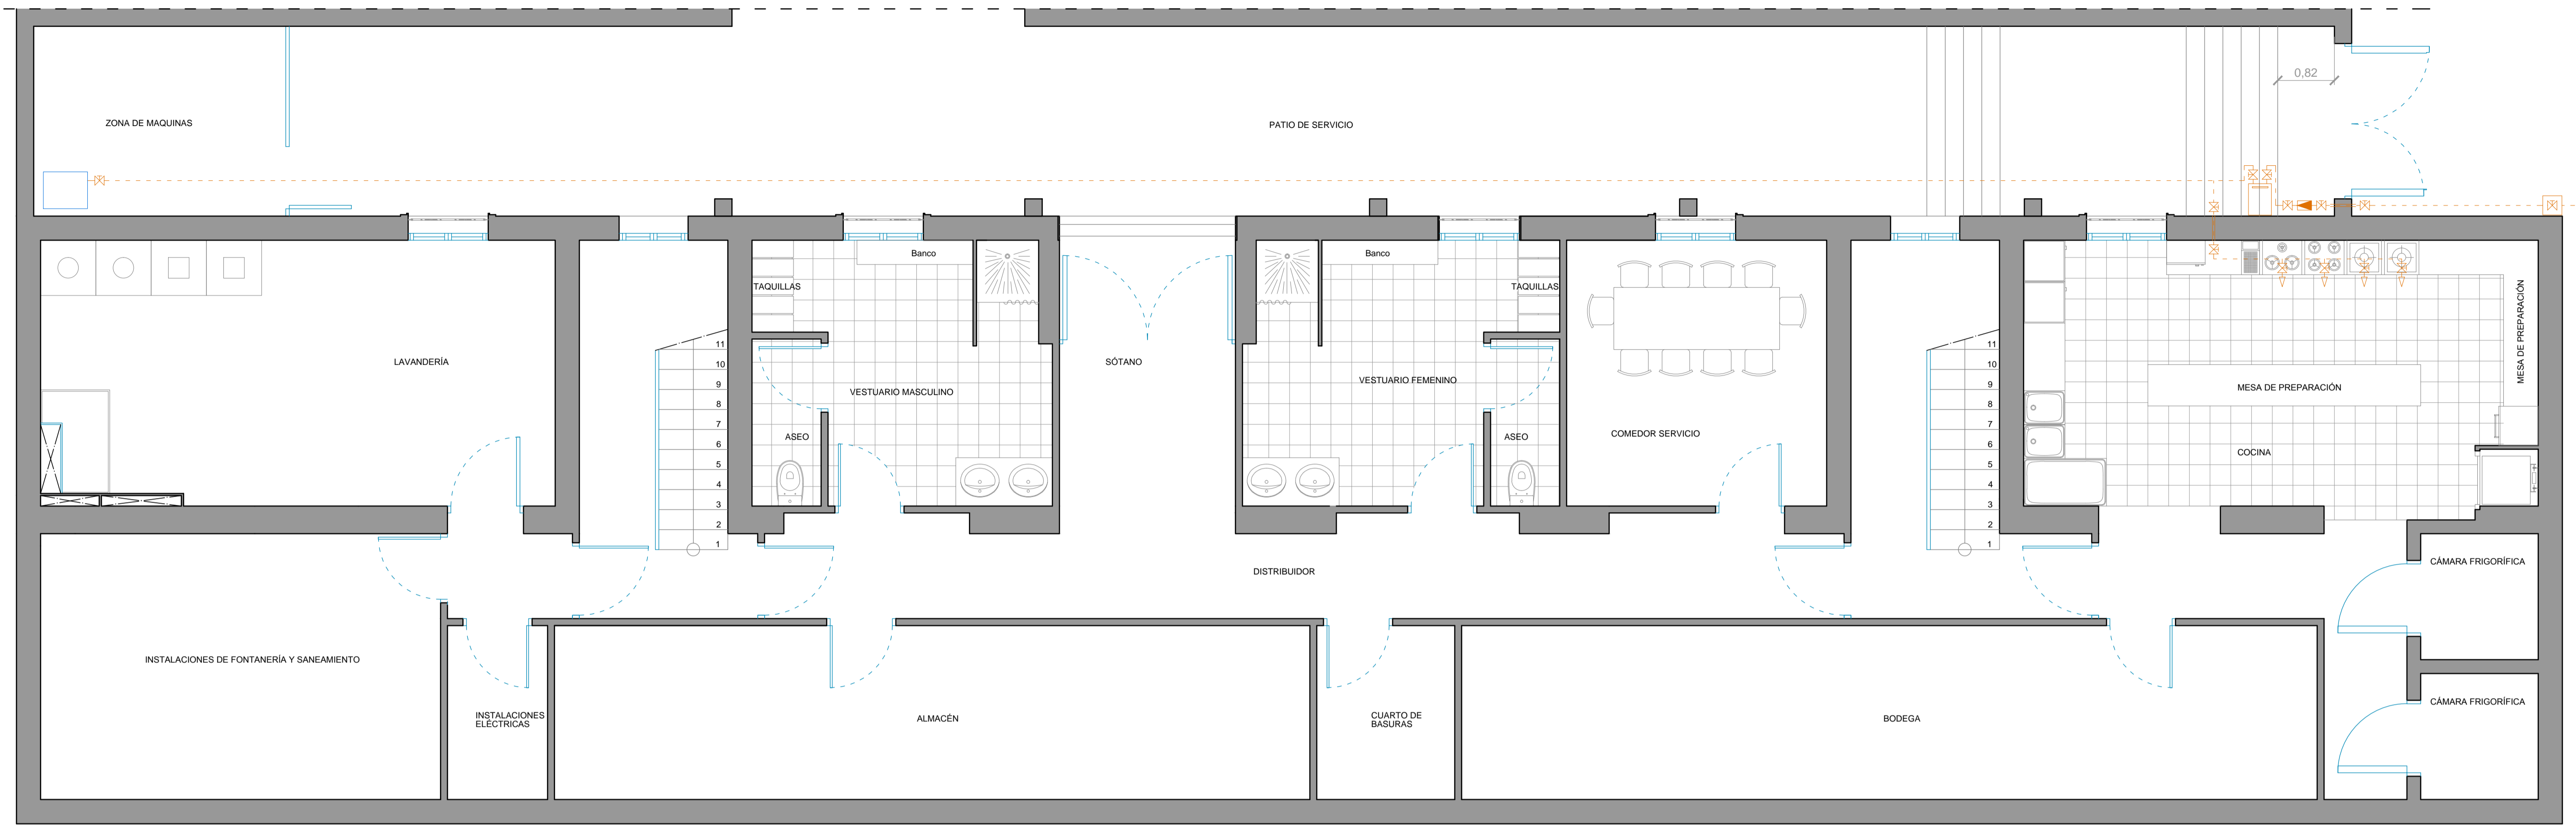 0,82
ZONA DE MAQUINAS
PATIO DE SERVICIO
Banco
Banco
TAQUILLAS
TAQUILLAS
MESA DE PREPARACIÓN
LAVANDERÍA
SÓTANO
VESTUARIO MASCULINO
VESTUARIO FEMENINO
MESA DE PREPARACIÓN
ASEO
ASEO
COMEDOR SERVICIO
COCINA
11
10
9
8
7
6
5
4
3
2
1
11
10
9
8
7
6
5
4
3
2
1
DISTRIBUIDOR
CÁMARA FRIGORÍFICA
INSTALACIONES DE FONTANERÍA Y SANEAMIENTO
INSTALACIONES
ELÉCTRICAS
ALMACÉN
CUARTO DE
BASURAS
BODEGA
CÁMARA FRIGORÍFICA